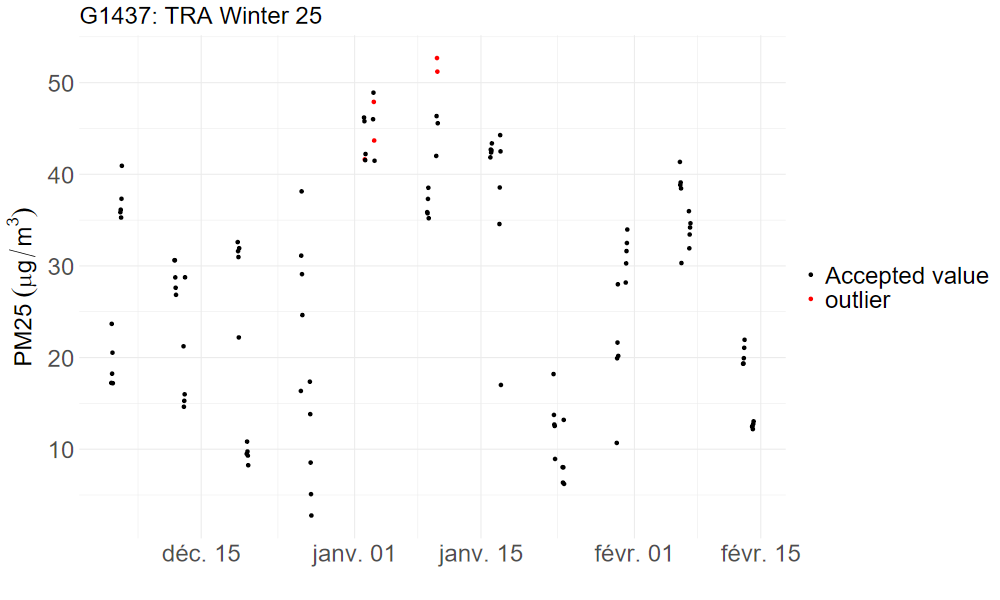 G1437: TRA Winter 25
PM25 (μg/m³)
50
40
30
20
10
déc. 15
janv. 01
janv. 15
févr. 01
févr. 15
Accepted value
outlier